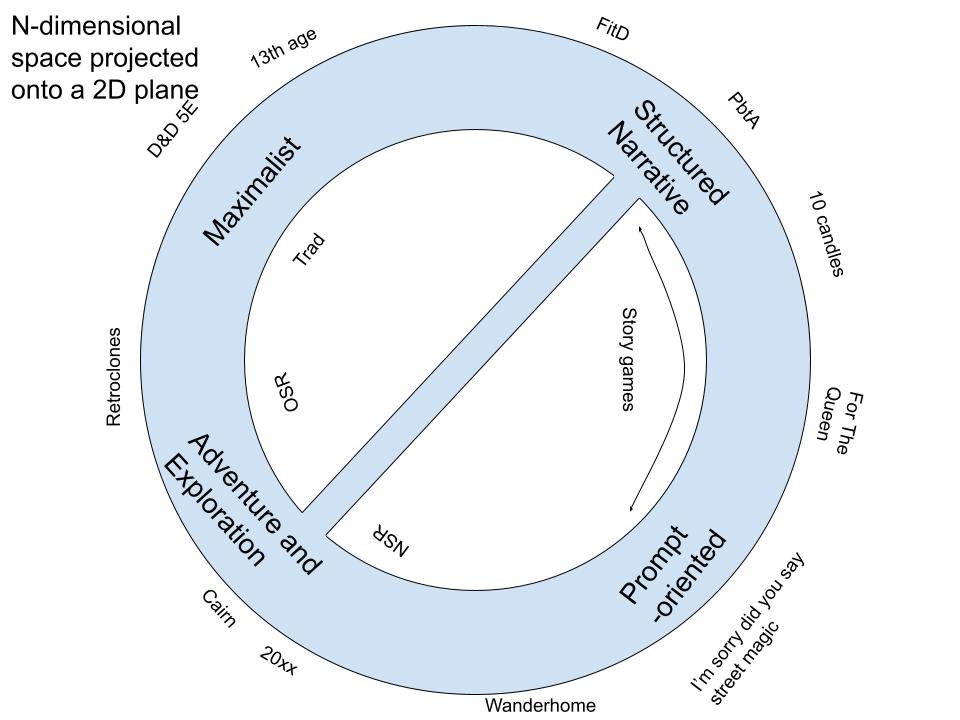 N-dimensional
space projected
onto a 2D plane
13th age
FitD
D&D 5E
PbtA
Maximalist
Structured
Narrative
Trad
10 candles
Retroclones
OSR
Story games
For The
Queen
Adventure and
Exploration
NSR
Prompt
-oriented
Cairn
20xx
I'm sorry did you say
street magic
Wanderhome